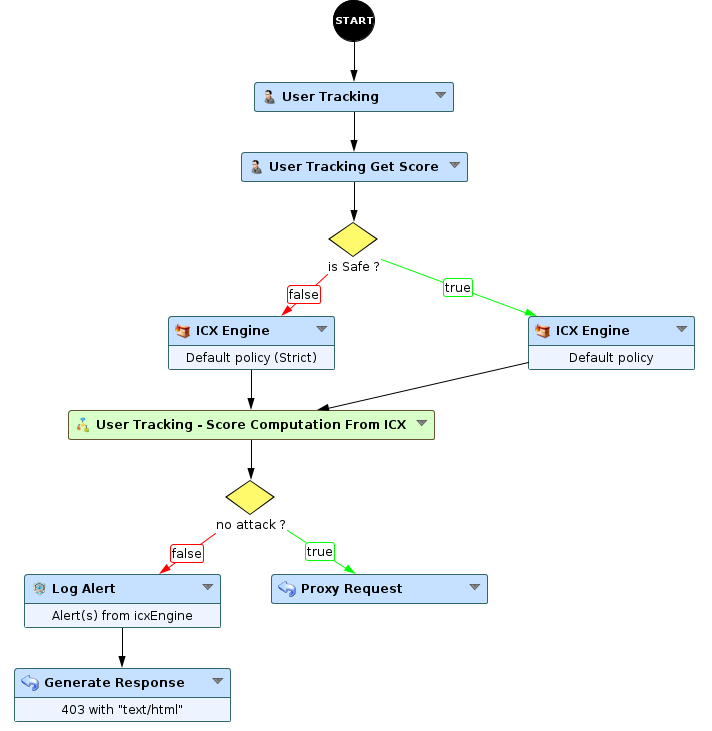 START
User Tracking
User Tracking Get Score
is Safe ?
false
true
ICX Engine
Default policy (Strict)
ICX Engine
Default policy
User Tracking - Score Computation From ICX
no attack ?
false
true
Log Alert
Alert(s) from icxEngine
Proxy Request
Generate Response
403 with "text/html"